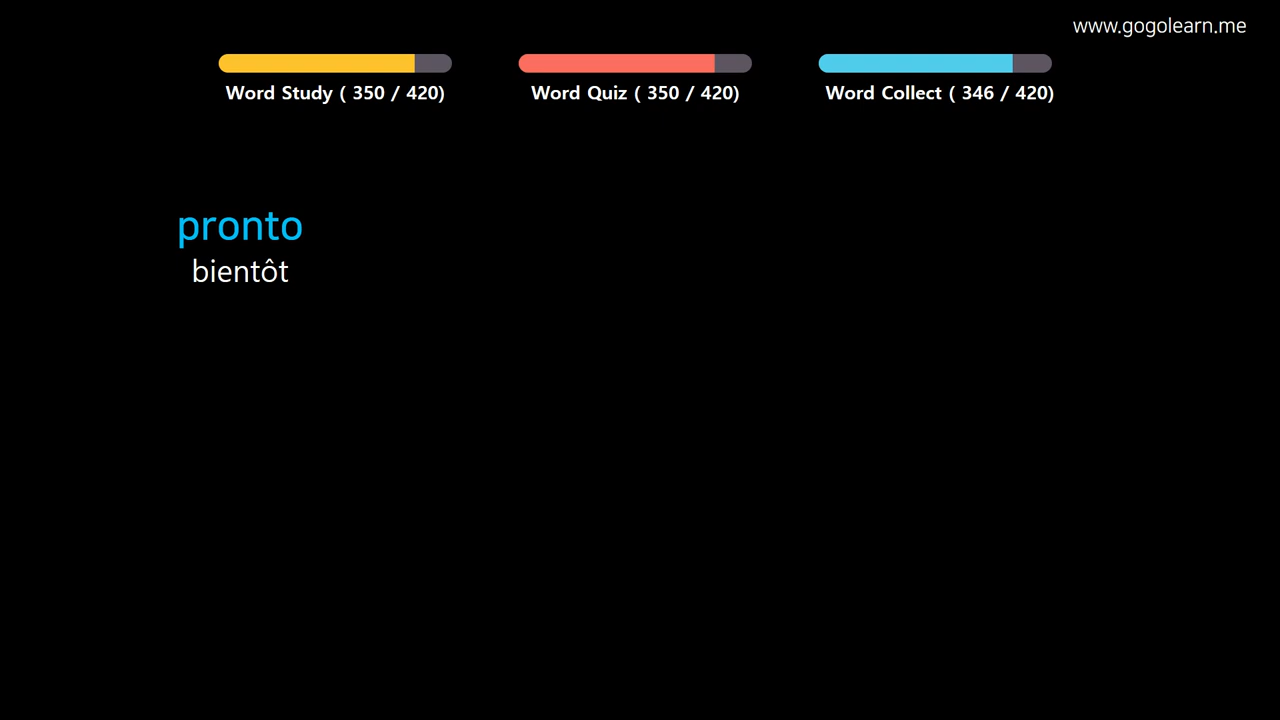 www.gogolearn.me
Word Study ( 350 / 420)
Word Quiz ( 350 / 420)
Word Collect ( 346 / 420)
pronto
bientôt